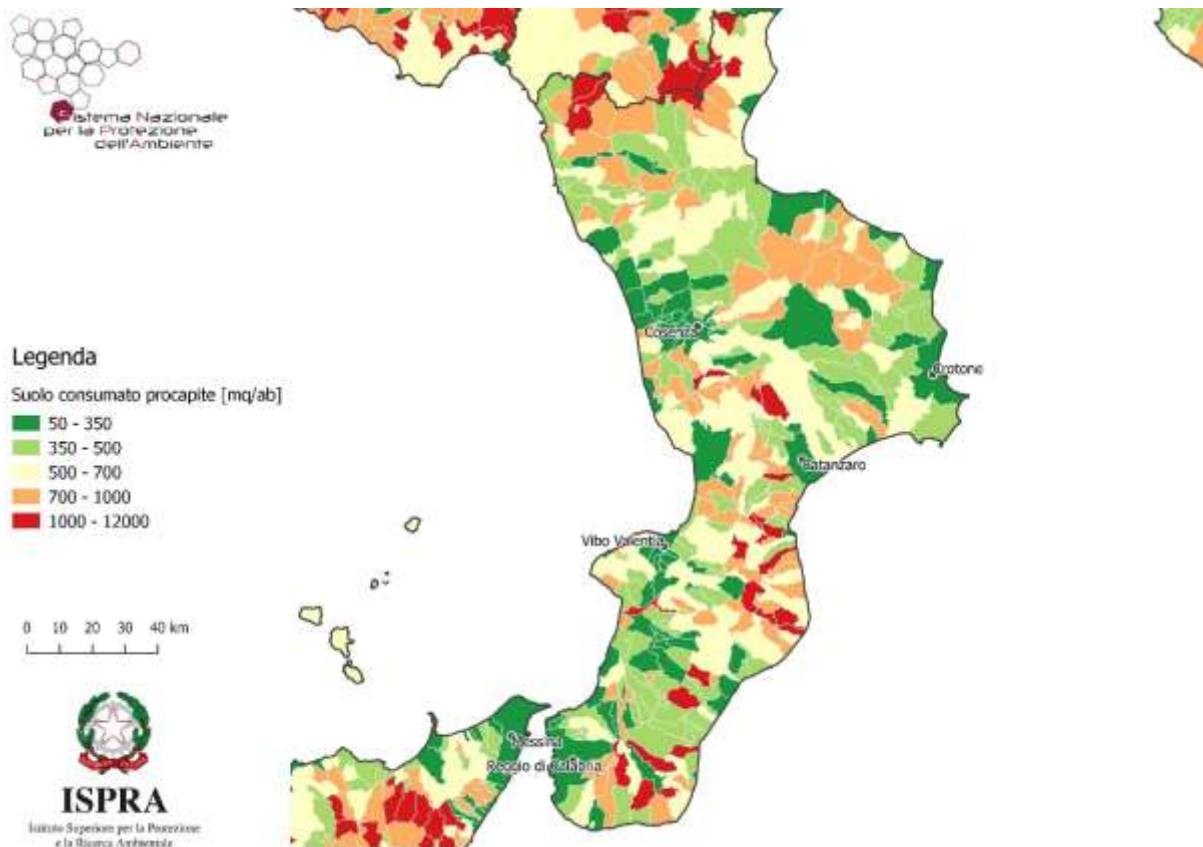 Sistema Nazionale
per la Protezione
dell'Ambiente
Legenda
Suolo consumato procapite [mq/ab]
50 - 350
350 - 500
500 - 700
700 - 1000
1000 - 12000
0 10 20 30 40 km
ISPRA
Istituto Superiore per la Protezione
e la Ricerca Ambientale
Cosenza
Crotone
Catanzaro
Vibo Valentia
Messina
Reggio di Calabria